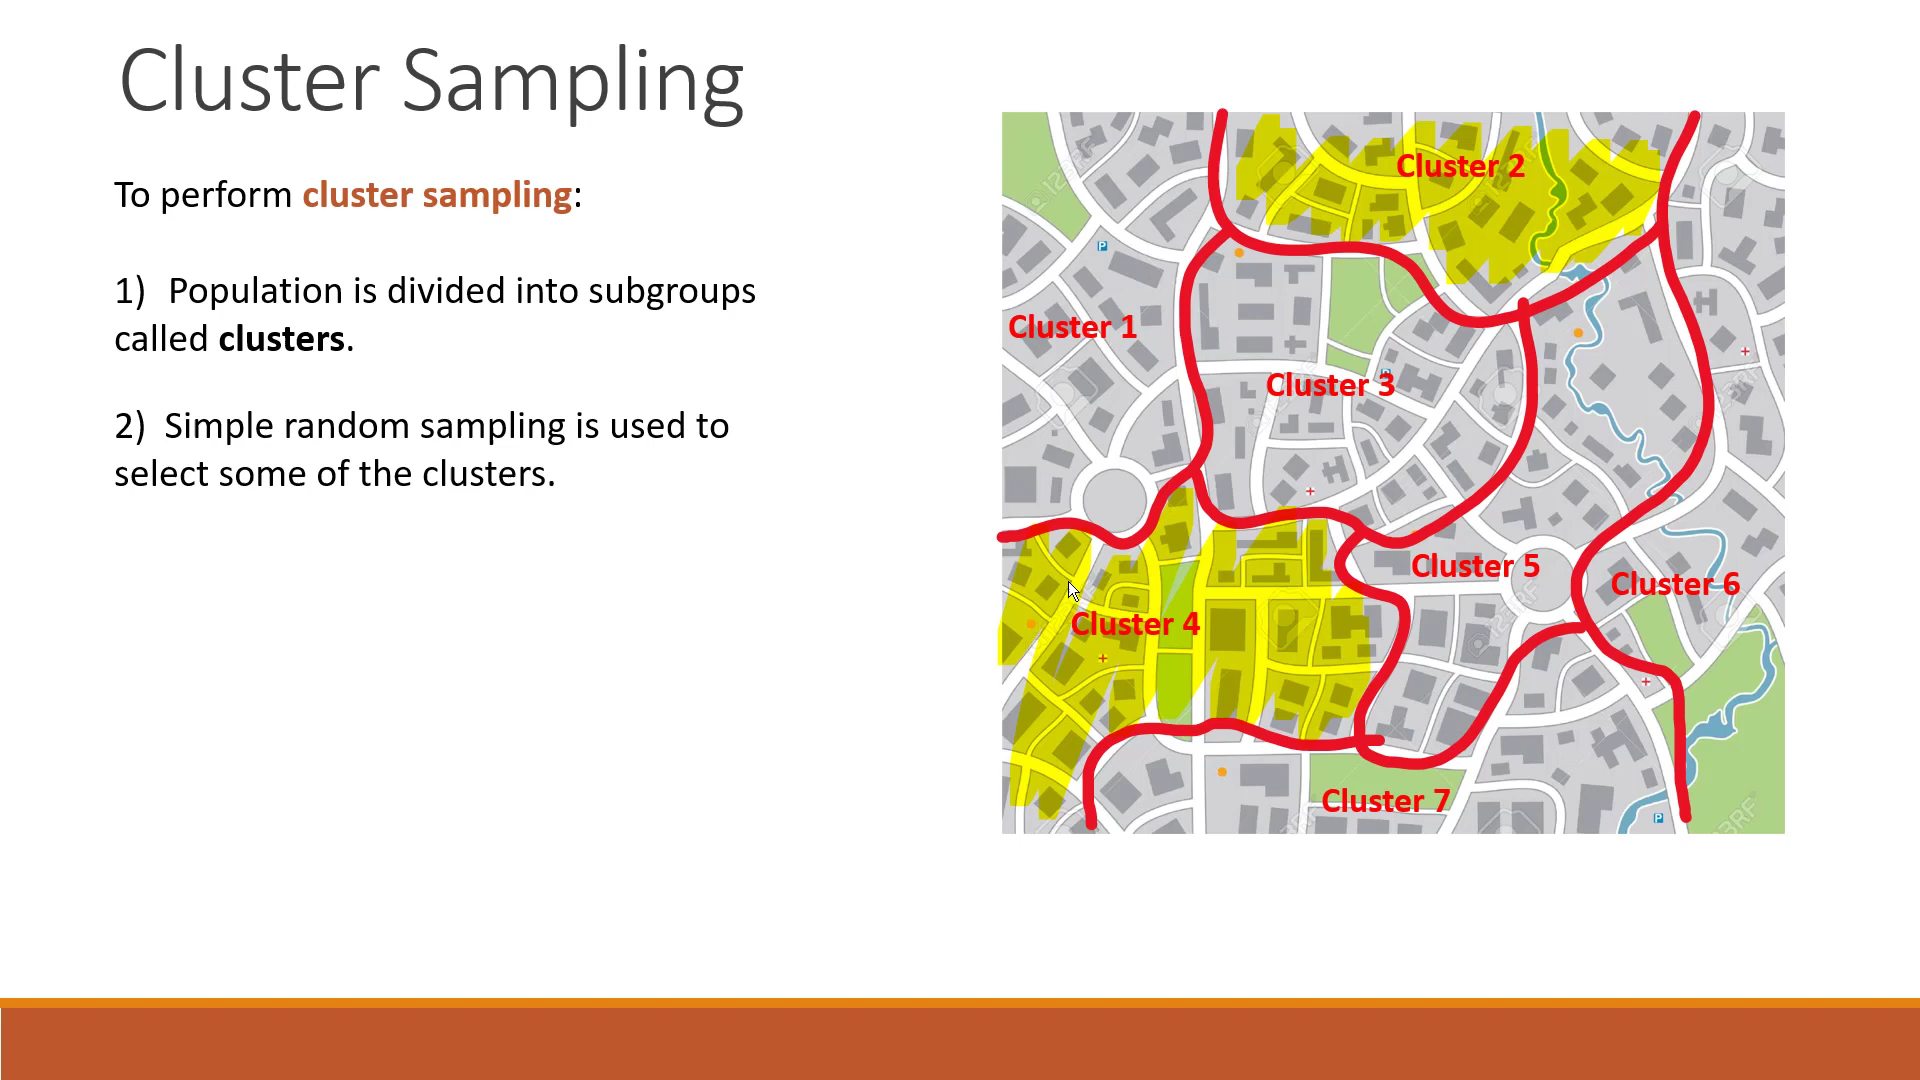 Cluster Sampling
To perform cluster sampling:
1) Population is divided into subgroups
called clusters.
2) Simple random sampling is used to
select some of the clusters.
Cluster 2
Cluster 1
Cluster 3
Cluster 5
Cluster 6
Cluster 4
Cluster 7
P
P
123RF